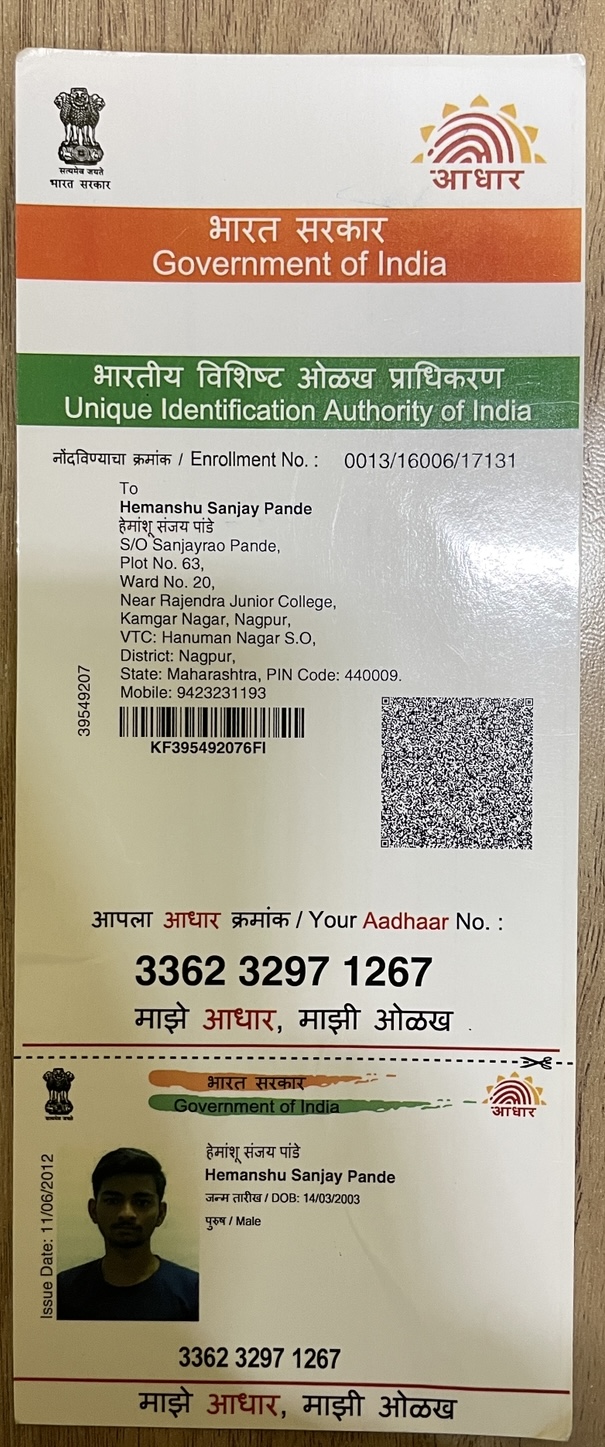 सत्यमेव जयते
भारत सरकार
आधार
भारत सरकार
Government of India
भारतीय विशिष्ट ओळख प्राधिकरण
Unique Identification Authority of India
नोंदविण्याचा क्रमांक / Enrollment No. : 0013/16006/17131
To
Hemanshu Sanjay Pande
हेमांशू संजय पांडे
S/O Sanjayrao Pande,
Plot No. 63,
Ward No. 20,
Near Rajendra Junior College,
Kamgar Nagar, Nagpur,
VTC: Hanuman Nagar S.O,
District: Nagpur,
State: Maharashtra, PIN Code: 440009.
Mobile: 9423231193
39549207
KF395492076FI
आपला आधार क्रमांक / Your Aadhaar No. :
3362 3297 1267
माझे आधार, माझी ओळख
भारत सरकार
Government of India
सत्यमेव जयते
आधार
हेमांशू संजय पांडे
Hemanshu Sanjay Pande
जन्म तारीख / DOB: 14/03/2003
पुरुष / Male
Issue Date: 11/06/2012
3362 3297 1267
माझे आधार, माझी ओळख